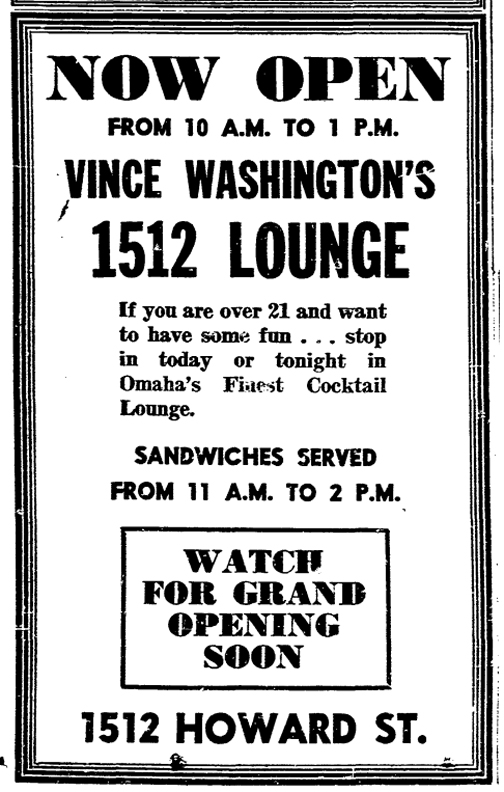 NOW OPEN
FROM 10 A.M. TO 1 P.M.
VINCE WASHINGTON'S
1512 LOUNGE
If you are over 21 and want
to have some fun . . . stop
in today or tonight in
Omaha's Finest Cocktail
Lounge.
SANDWICHES SERVED
FROM 11 A.M. TO 2 P.M.
WATCH
FOR GRAND
OPENING
SOON
1512 HOWARD ST.